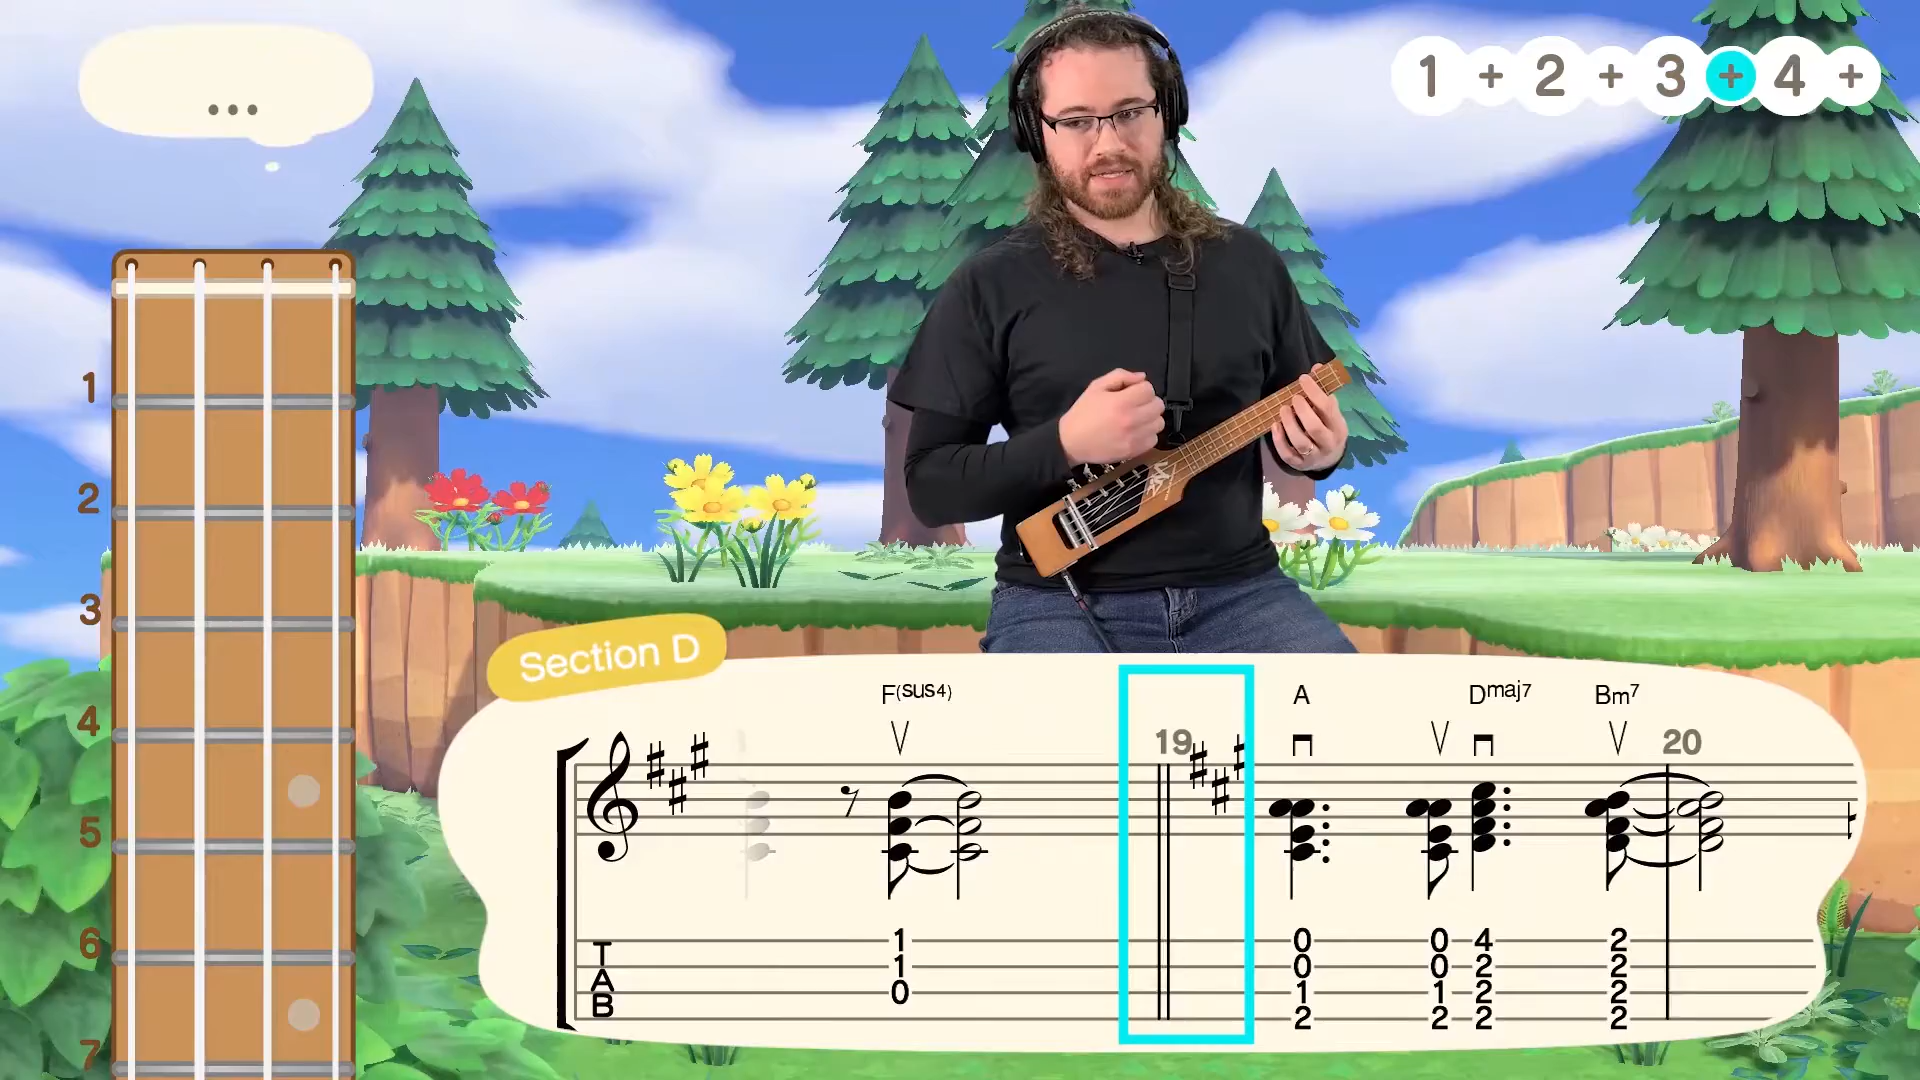 ...
1 + 2 + 3 + 4 +
1
2
3
4
5
6
7
Section D
F(sus4)
A
Dmaj7
Bm7
19
20
T
A
B
1 0 0 4 2
1 0 0 2 2
0 1 1 2 2
2 2 2 2